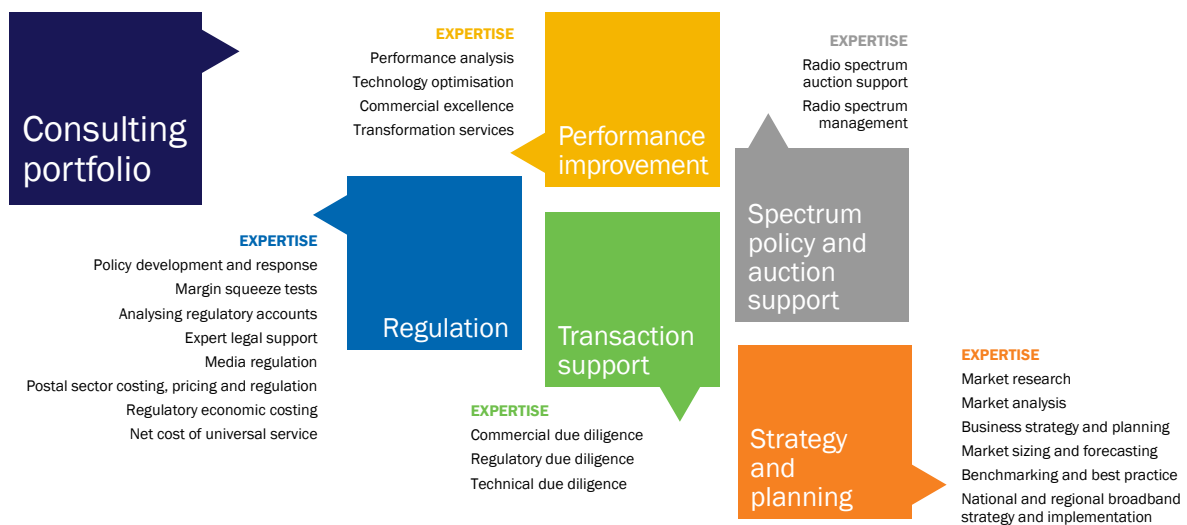 Consulting
portfolio
EXPERTISE
Performance analysis
Technology optimisation
Commercial excellence
Transformation services
Performance
improvement
EXPERTISE
Radio spectrum
auction support
Radio spectrum
management
Spectrum
policy and
auction
support
EXPERTISE
Policy development and response
Margin squeeze tests
Analysing regulatory accounts
Expert legal support
Media regulation
Postal sector costing, pricing and regulation
Regulatory economic costing
Net cost of universal service
Regulation
Transaction
support
EXPERTISE
Commercial due diligence
Regulatory due diligence
Technical due diligence
Strategy
and
planning
EXPERTISE
Market research
Market analysis
Business strategy and planning
Market sizing and forecasting
Benchmarking and best practice
National and regional broadband
strategy and implementation